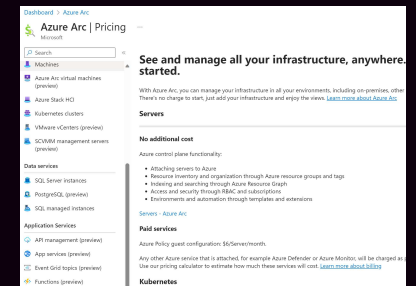 Dashboard > Azure Arc >
Azure Arc | Pricing ...
Microsoft
Search
«
Machines
Azure Arc virtual machines
(preview)
Azure Stack HCI
Kubernetes clusters
VMware vCenters (preview)
SCVMM management servers
(preview)
Data services
SQL Server instances
PostgreSQL (preview)
SQL managed instances
Application Services
API management (preview)
App services (preview)
Event Grid topics (preview)
Functions (preview)
See and manage all your infrastructure, anywhere.
started.
With Azure Arc, you can manage your infrastructure in all your environments, including on-premises, other
There's no charge to start, just add your infrastructure and enjoy the views. Learn more about Azure Arc
Servers
No additional cost
Azure control plane functionality:
• Attaching servers to Azure
• Resource inventory and organization through Azure resource groups and tags
• Indexing and searching through Azure Resource Graph
• Access and security through RBAC and subscriptions
• Environments and automation through templates and extensions
Servers - Azure Arc
Paid services
Azure Policy guest configuration: $6/Server/month.
Any other Azure service that is attached, for example Azure Defender or Azure Monitor, will be charged as
Use our pricing calculator to estimate how much these services will cost. Learn more about billing
Kubernetes